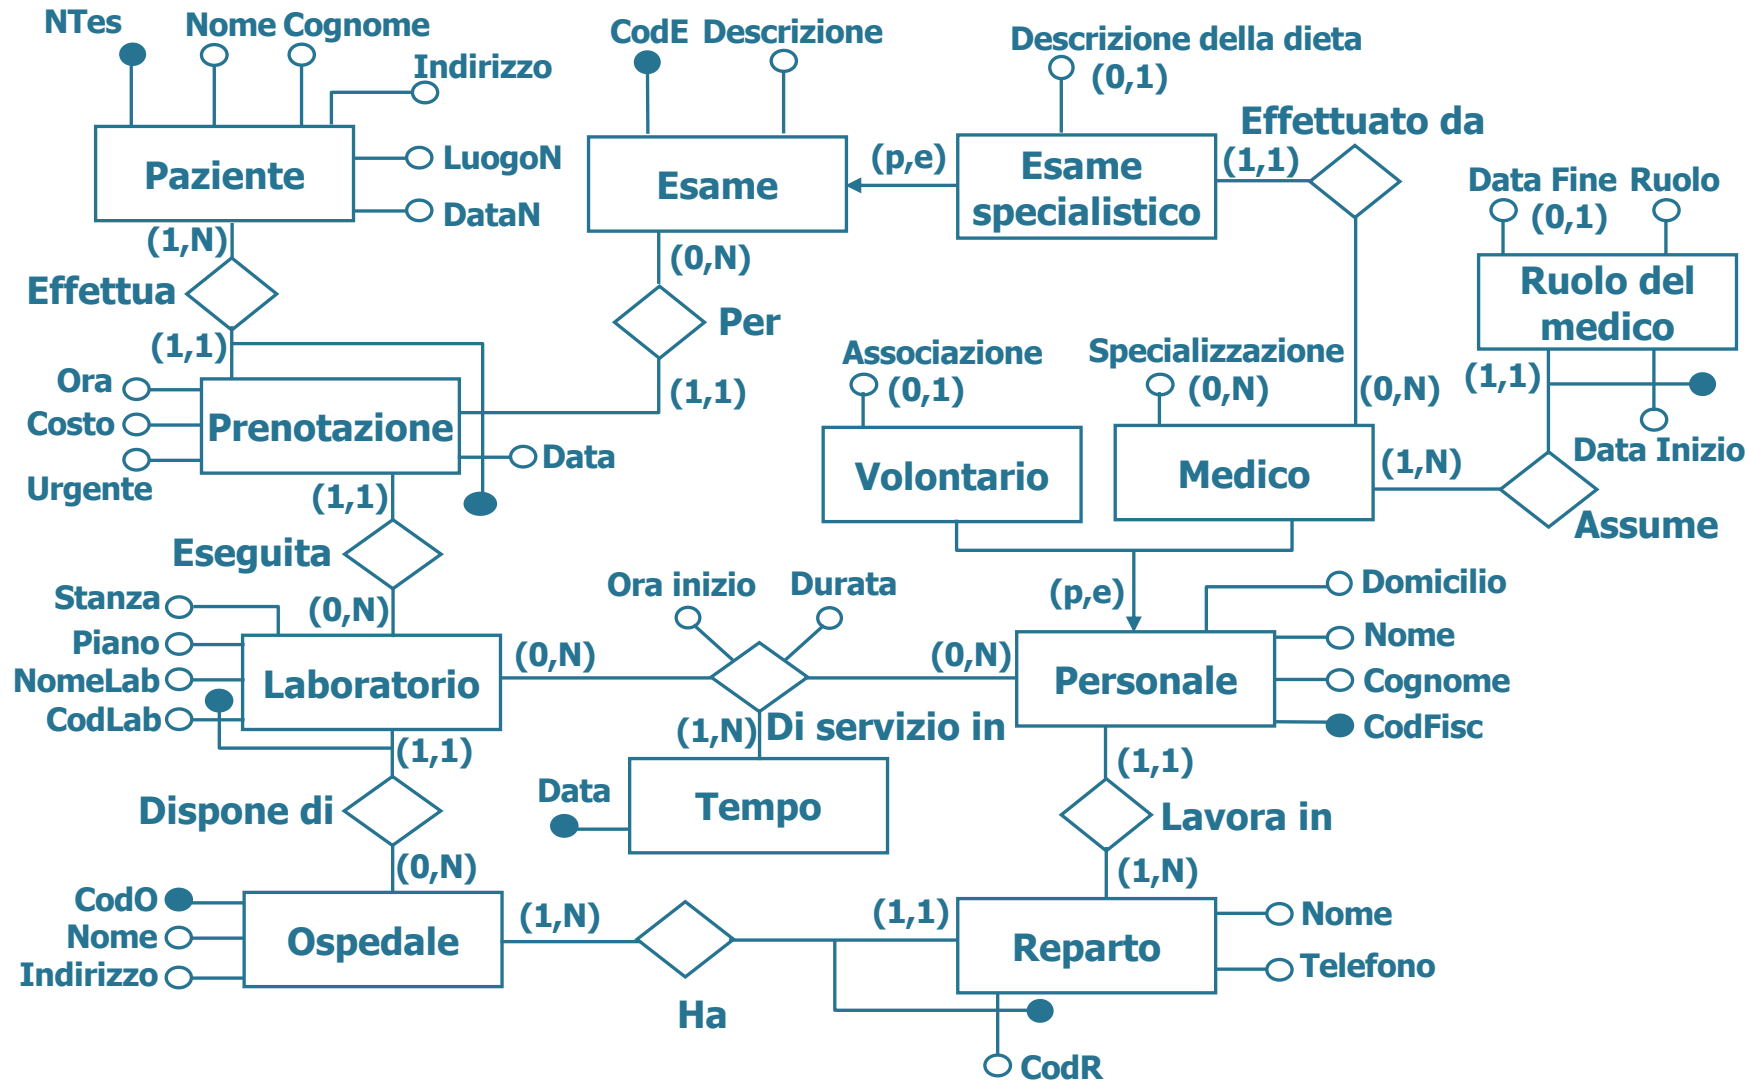 NTes
Nome Cognome
Indirizzo
Paziente
LuogoN
DataN
(1,N)
Effettua
(1,1)
CodE Descrizione
Esame
(0,N)
Per
(1,1)
(p,e)
Descrizione della dieta
(0,1)
Esame
specialistico
Effettuato da
(1,1)
(0,N)
Data Fine Ruolo
(0,1)
Ruolo del
medico
(1,1)
Data Inizio
Assume
(1,N)
Ora
Costo
Urgente
Prenotazione
Data
(1,1)
Eseguita
(0,N)
Associazione
(0,1)
Volontario
Specializzazione
(0,N)
Medico
(p,e)
Stanza
Piano
NomeLab
CodLab
Laboratorio
(0,N)
Ora inizio
Durata
(0,N)
Di servizio in
(1,N)
Data
Tempo
Personale
Domicilio
Nome
Cognome
CodFisc
(1,1)
Lavora in
(1,N)
(1,1)
Dispone di
(0,N)
CodO
Nome
Indirizzo
Ospedale
(1,N)
Ha
(1,1)
Reparto
Nome
Telefono
CodR